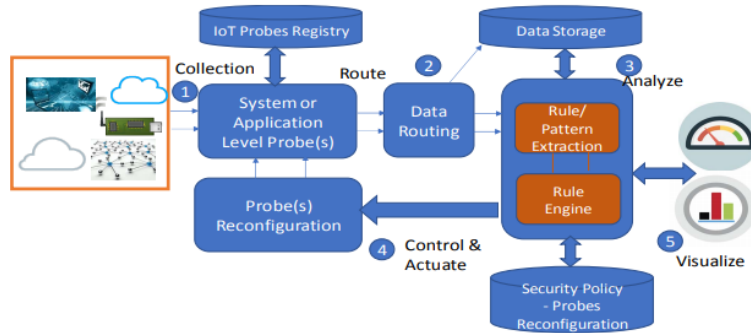 IoT Probes Registry
Data Storage
Collection
1
Route
2
3
Analyze
System or
Application
Level Probe(s)
Data
Routing
Rule/
Pattern
Extraction
Rule
Engine
Probe(s)
Reconfiguration
4
Control &
Actuate
5
Visualize
Security Policy
- Probes
Reconfiguration